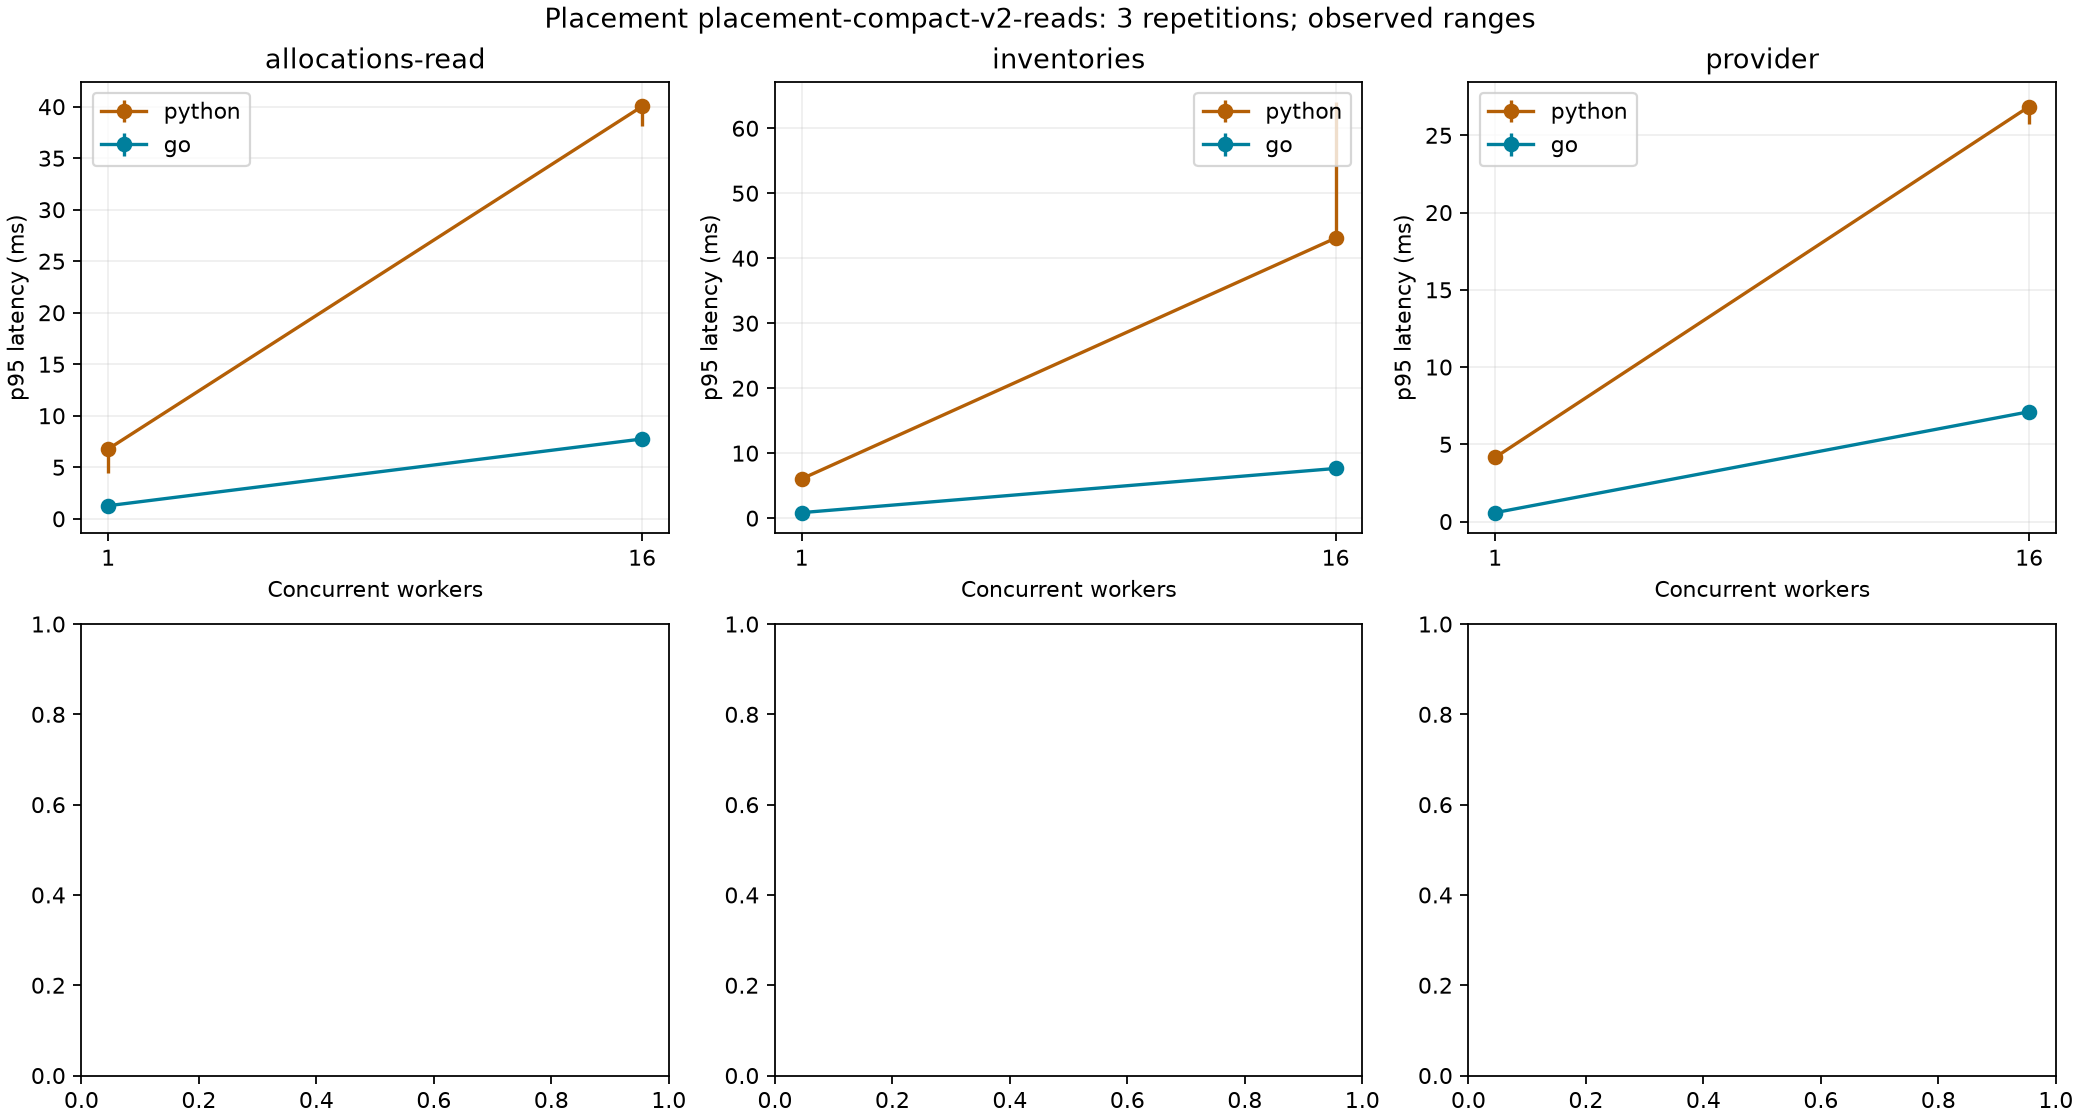 Placement placement-compact-v2-reads: 3 repetitions; observed ranges
allocations-read
python
go
p95 latency (ms)
40
35
30
25
20
15
10
5
0
1
16
Concurrent workers
inventories
python
go
p95 latency (ms)
60
50
40
30
20
10
0
1
16
Concurrent workers
provider
python
go
p95 latency (ms)
25
20
15
10
5
0
1
16
Concurrent workers
1.0
0.8
0.6
0.4
0.2
0.0
0.0 0.2 0.4 0.6 0.8 1.0
1.0
0.8
0.6
0.4
0.2
0.0
0.0 0.2 0.4 0.6 0.8 1.0
1.0
0.8
0.6
0.4
0.2
0.0
0.0 0.2 0.4 0.6 0.8 1.0